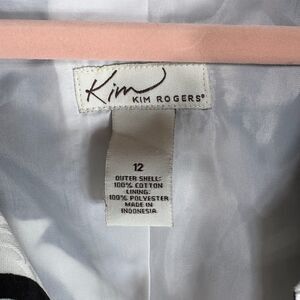 Kim
KIM ROGERS®
12
OUTER SHELL:
100% COTTON
LINING:
100% POLYESTER
MADE IN
INDONESIA